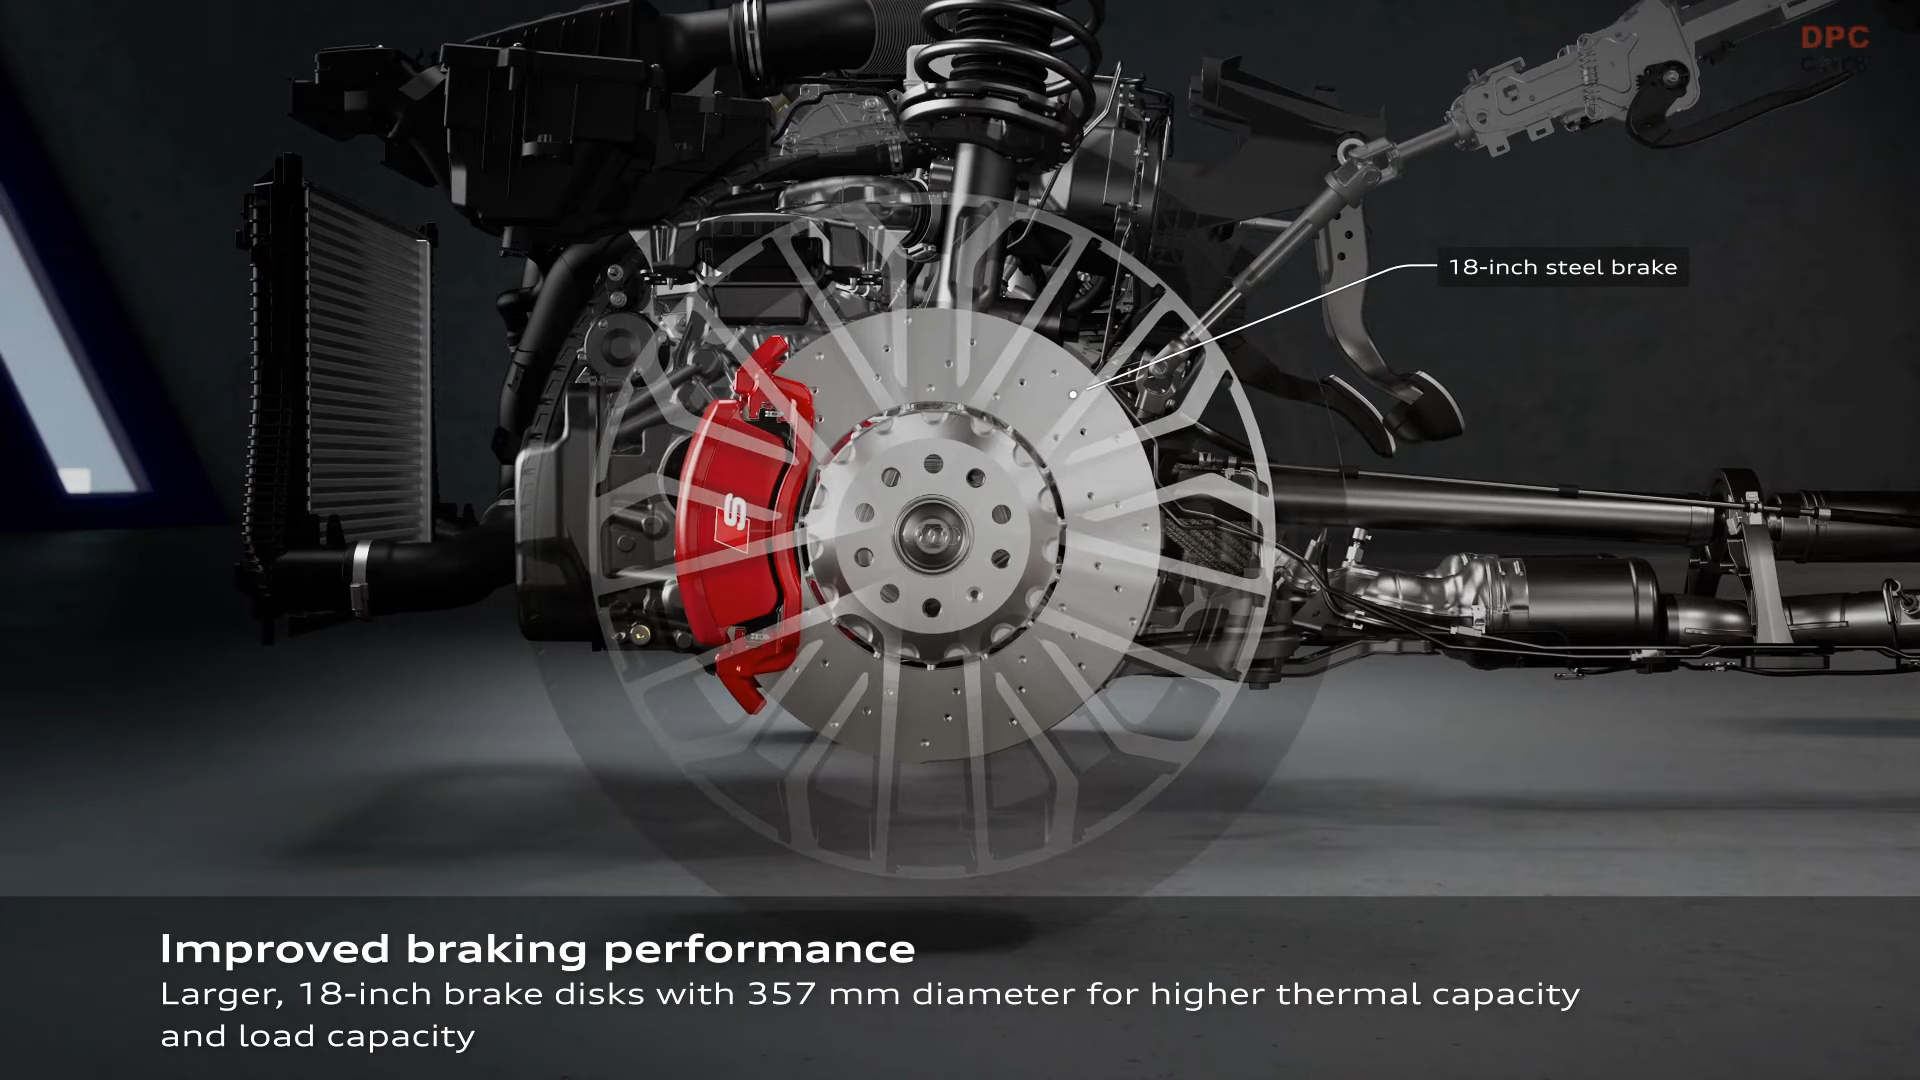 DPC
cars
18-inch steel brake
S
Improved braking performance
Larger, 18-inch brake disks with 357 mm diameter for higher thermal capacity
and load capacity